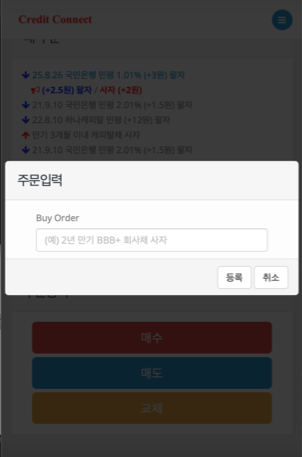 Credit Connect
25.8.26 국민은행 민평 1.01% (+3원) 팔자
(+2.5원) 팔자 / 사자 (+2원)
21.9.10 국민은행 민평 2.01% (+1.5원) 팔자
22.8.10 하나캐피탈 민평 (+12원) 팔자
만기 3개월 이내 캐피탈채 사자
21.9.10 국민은행 민평 2.01% (+1.5원) 팔자
주문입력
Buy Order
(예) 2년 만기 BBB+ 회사채 사자
등록 취소
매수
매도
교체